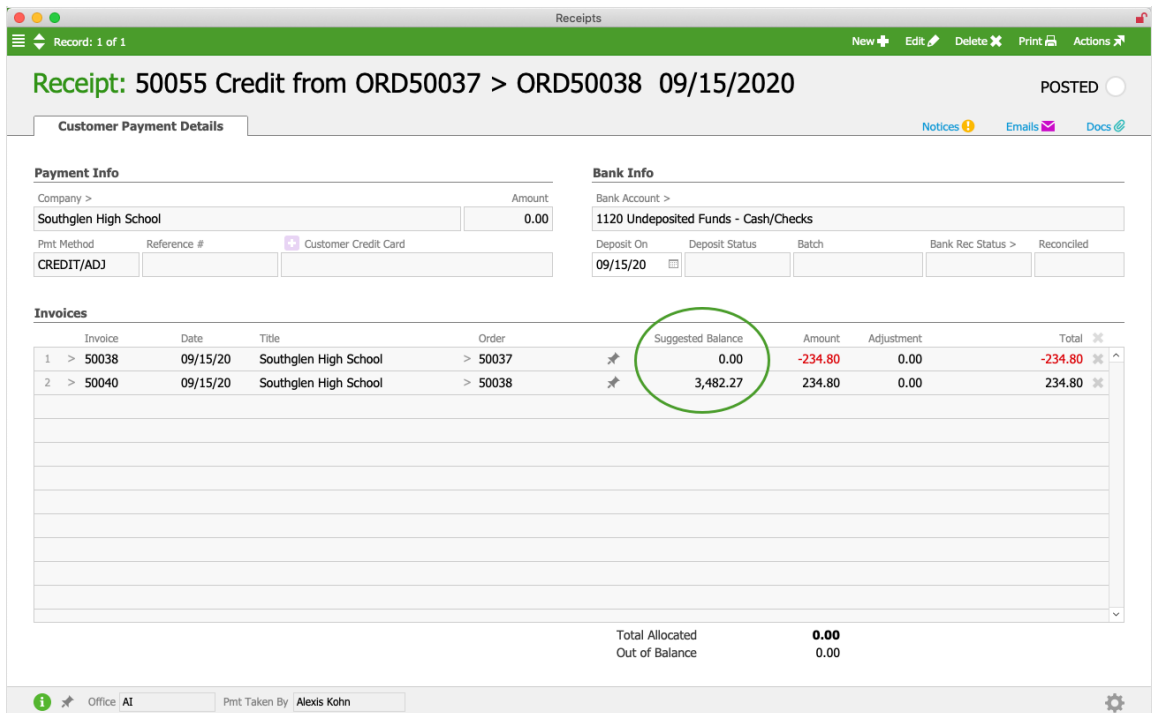 Receipts
Record: 1 of 1 New Edit Delete Print Actions
Receipt: 50055 Credit from ORD50037 > ORD50038 09/15/2020 POSTED
Customer Payment Details Notices Emails Docs
Payment Info Bank Info
Company > Amount Bank Account >
Southglen High School 0.00 1120 Undeposited Funds - Cash/Checks
Pmt Method Reference # Customer Credit Card Deposit On Deposit Status Batch Bank Rec Status > Reconciled
CREDIT/ADJ 09/15/20
Invoices
Invoice Date Title Order Suggested Balance Amount Adjustment Total
1 > 50038 09/15/20 Southglen High School > 50037 0.00 -234.80 0.00 -234.80
2 > 50040 09/15/20 Southglen High School > 50038 3,482.27 234.80 0.00 234.80
Total Allocated 0.00
Out of Balance 0.00
Office AI Pmt Taken By Alexis Kohn